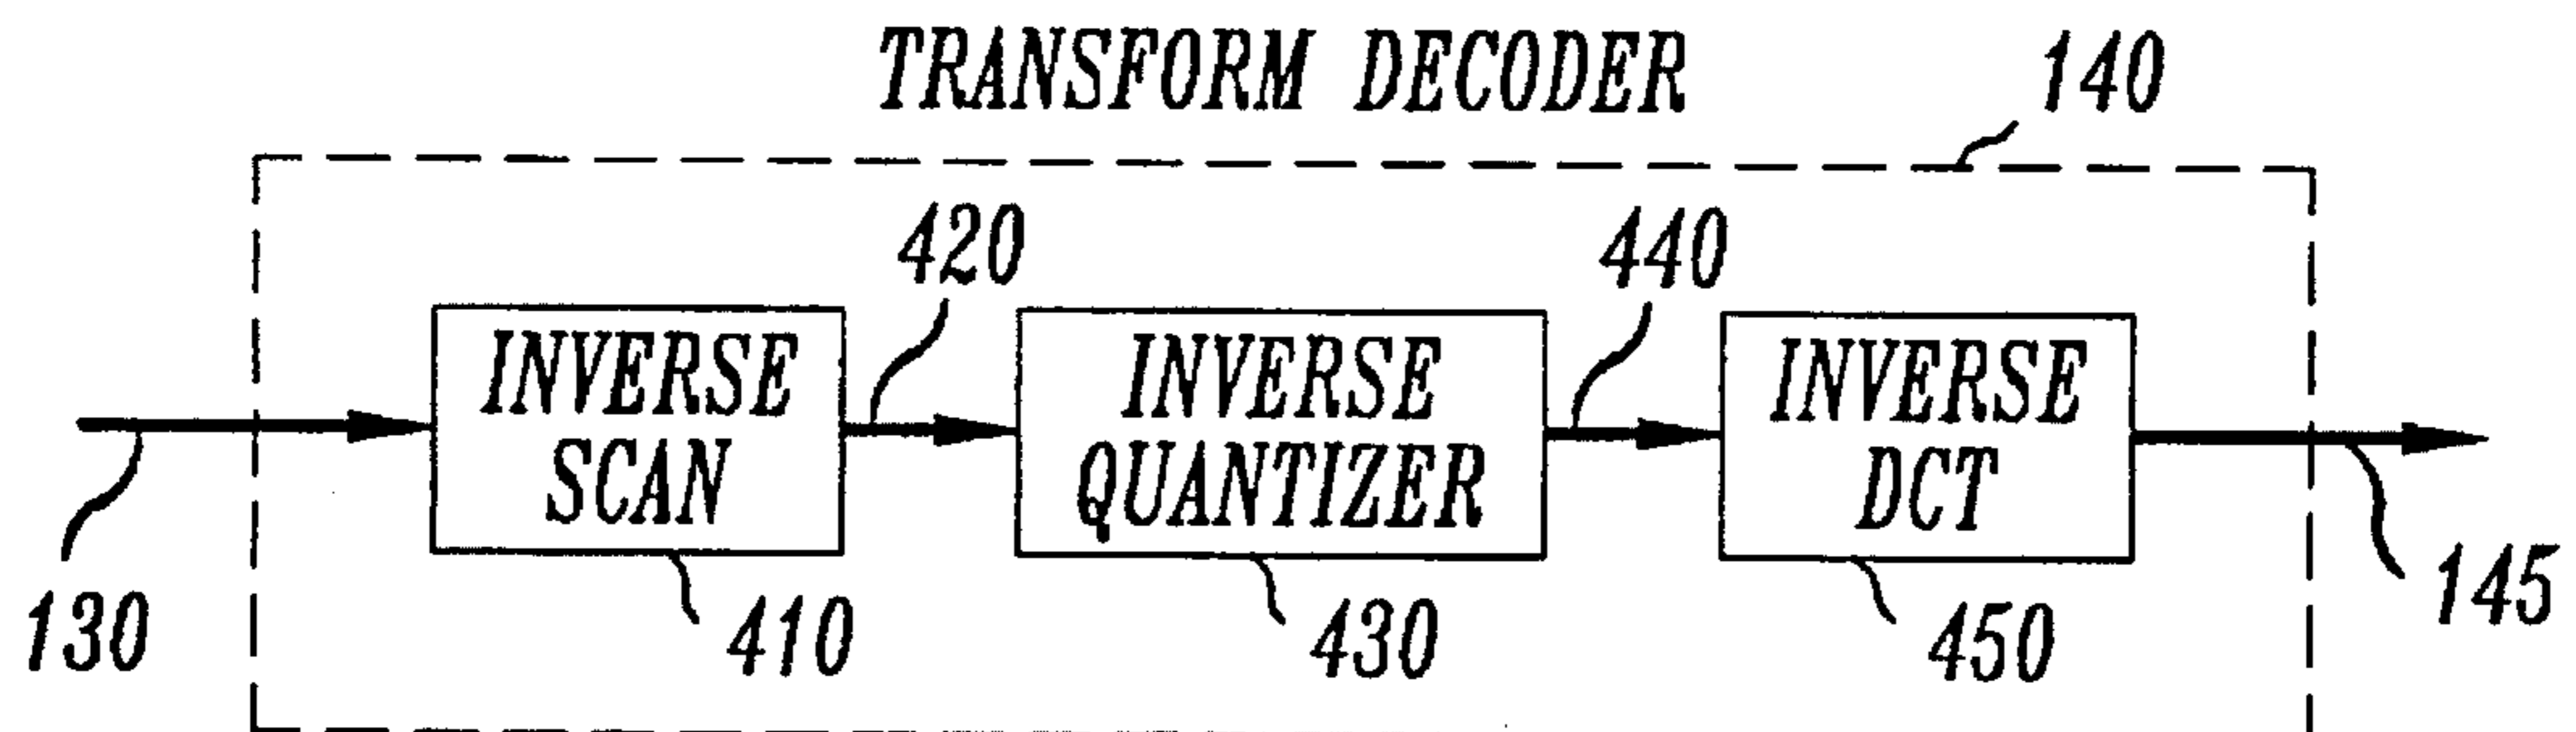 TRANSFORM DECODER
140
420
440
INVERSE
SCAN
INVERSE
QUANTIZER
INVERSE
DCT
130
410
430
450
145